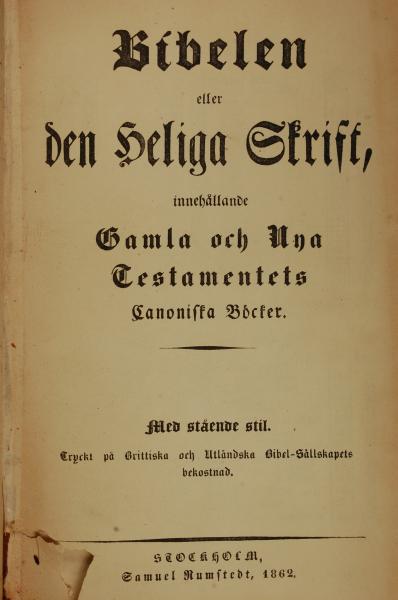 Bibelen
eller
den Heliga Skrift,
innehållande
Gamla och Nya
Testamentets
Canoniska Böcker.
Med stående stil.
Tryckt på Brittiska och Utländska Bibel-Sällskapets
bekostnad.
STOCKHOLM,
Samuel Rumstedt, 1862.